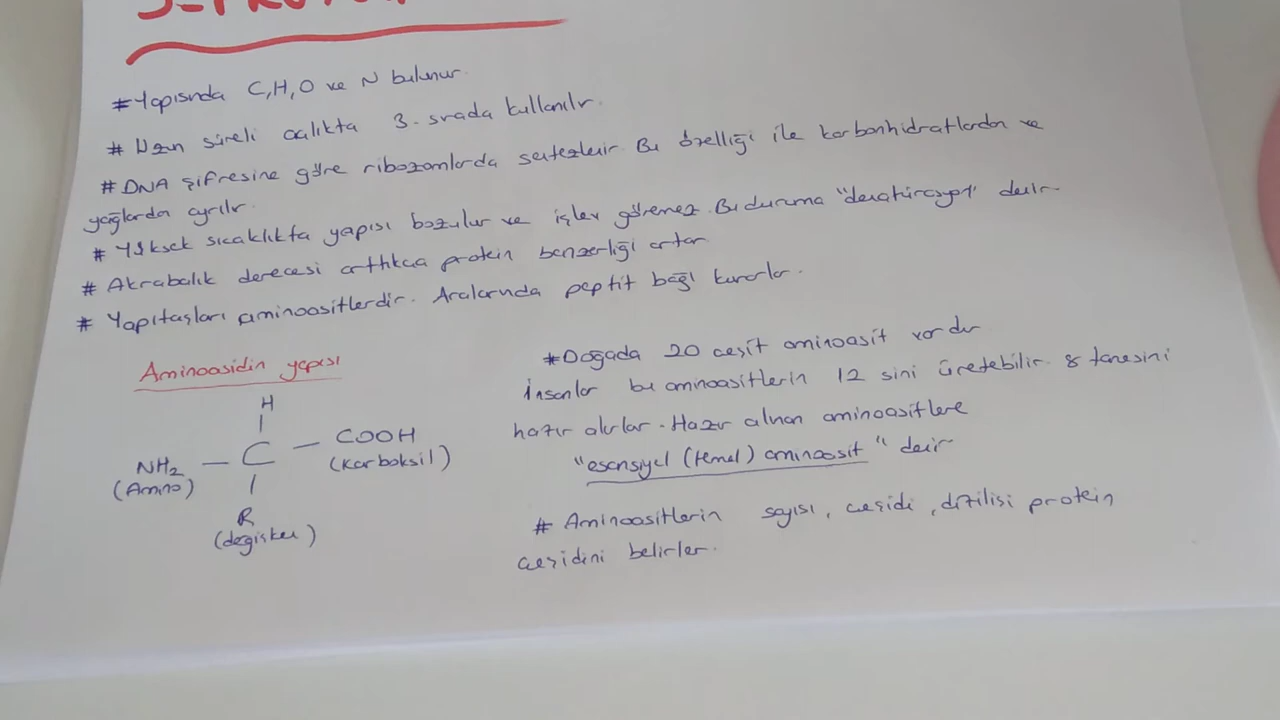 # Yapısında C, H, O ve N bulunur.
# Uzun süreli açlıkta 3. sırada kullanılır.
# DNA şifresine göre ribozomlarda sentezlenir. Bu özelliği ile karbonhidratlardan ve
yağlardan ayrılır.
# Yüksek sıcaklıkta yapısı bozulur ve işlev göremez. Bu duruma "denatürasyon" denir.
# Akrabalık derecesi arttıkça protein benzerliği artar
# Yapıtaşları aminoasitlerdir. Aralarında peptit bağı kurarlar.
Aminoasidin yapısı
H
NH₂ — C — COOH
(Amino) (Karboksil)
R
(değişken)
# Doğada 20 çeşit aminoasit vardır
İnsanlar bu aminoasitlerin 12 sini üretebilir. 8 tanesini
hazır alırlar. Hazır alınan aminoasitlere
"esansiyel (temel) aminoasit" denir
# Aminoasitlerin sayısı, çeşidi, dizilişi protein
çeşidini belirler.